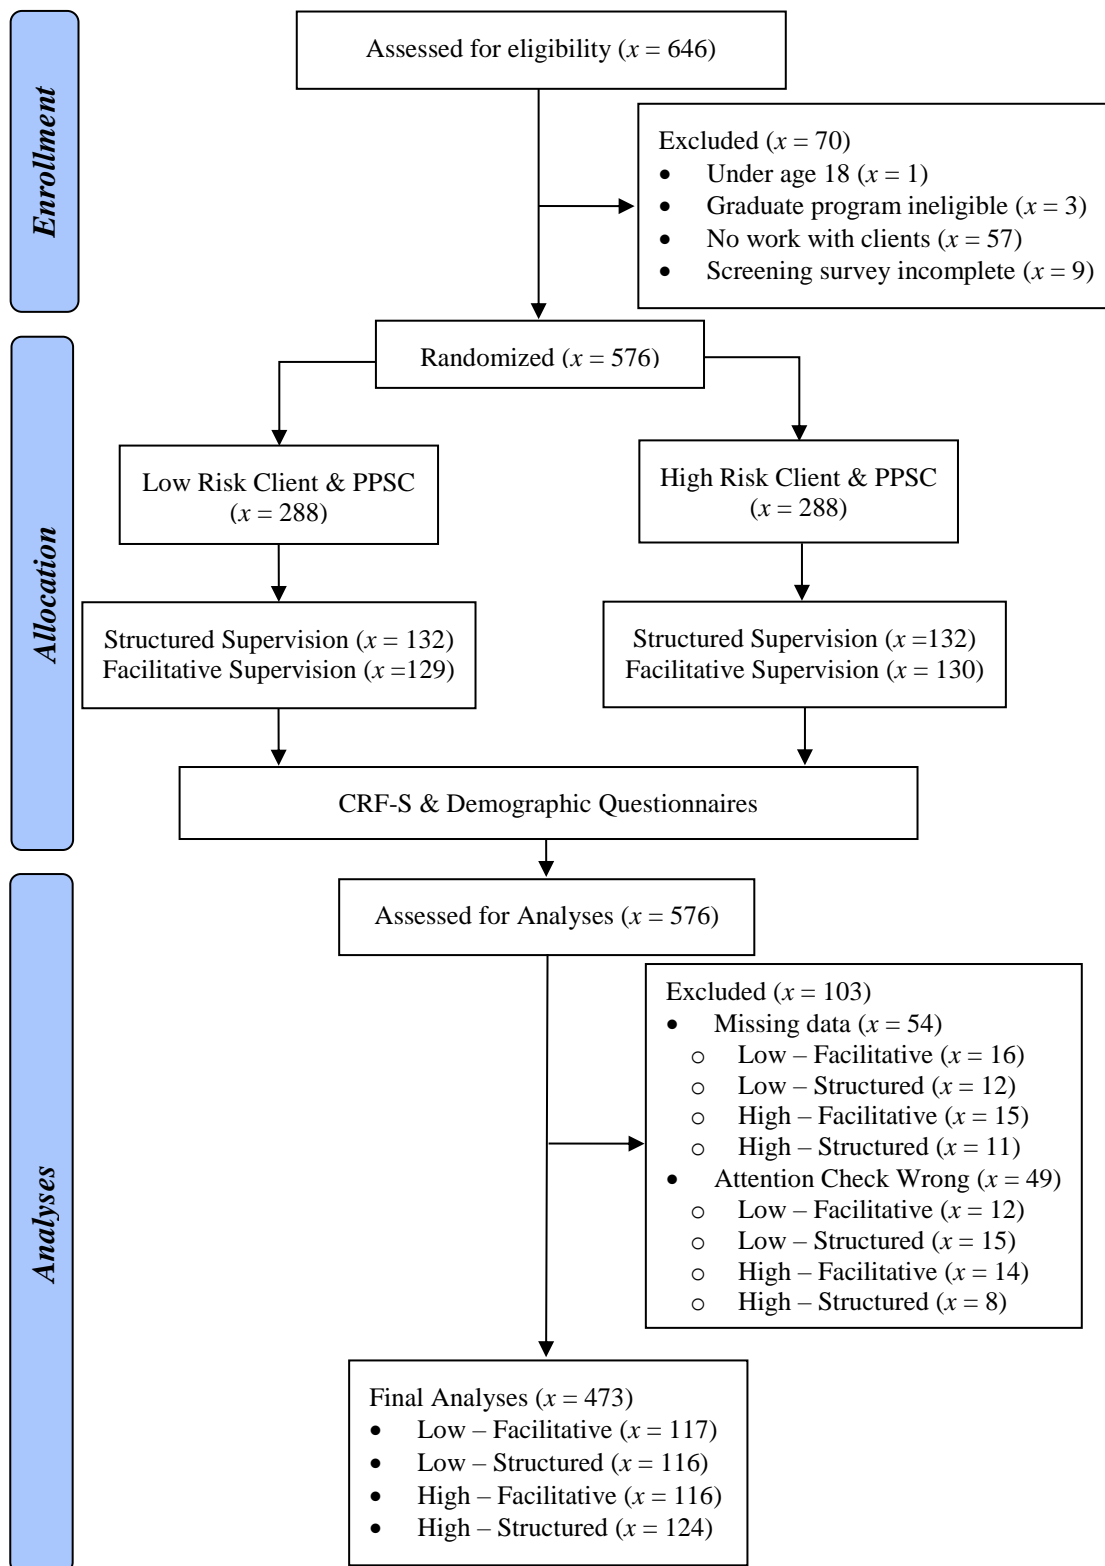 Enrollment
Assessed for eligibility (x = 646)
Excluded (x = 70)
• Under age 18 (x = 1)
• Graduate program ineligible (x = 3)
• No work with clients (x = 57)
• Screening survey incomplete (x = 9)
Allocation
Randomized (x = 576)
Low Risk Client & PPSC
(x = 288)
High Risk Client & PPSC
(x = 288)
Structured Supervision (x = 132)
Facilitative Supervision (x =129)
Structured Supervision (x =132)
Facilitative Supervision (x = 130)
CRF-S & Demographic Questionnaires
Analyses
Assessed for Analyses (x = 576)
Excluded (x = 103)
• Missing data (x = 54)
o Low – Facilitative (x = 16)
o Low – Structured (x = 12)
o High – Facilitative (x = 15)
o High – Structured (x = 11)
• Attention Check Wrong (x = 49)
o Low – Facilitative (x = 12)
o Low – Structured (x = 15)
o High – Facilitative (x = 14)
o High – Structured (x = 8)
Final Analyses (x = 473)
• Low – Facilitative (x = 117)
• Low – Structured (x = 116)
• High – Facilitative (x = 116)
• High – Structured (x = 124)